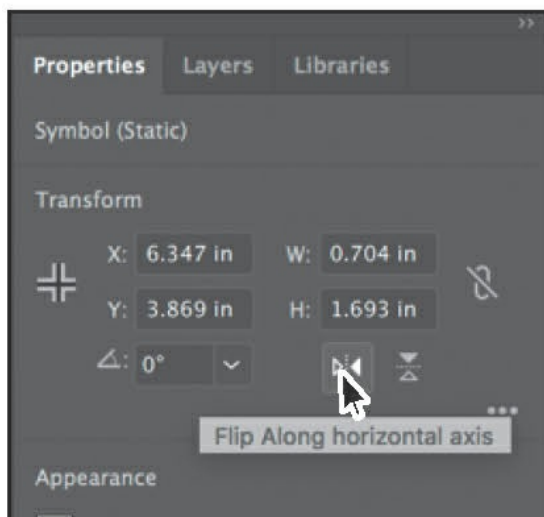 Properties Layers Libraries
Symbol (Static)
Transform
X: 6.347 in W: 0.704 in
Y: 3.869 in H: 1.693 in
0°
Flip Along horizontal axis
Appearance